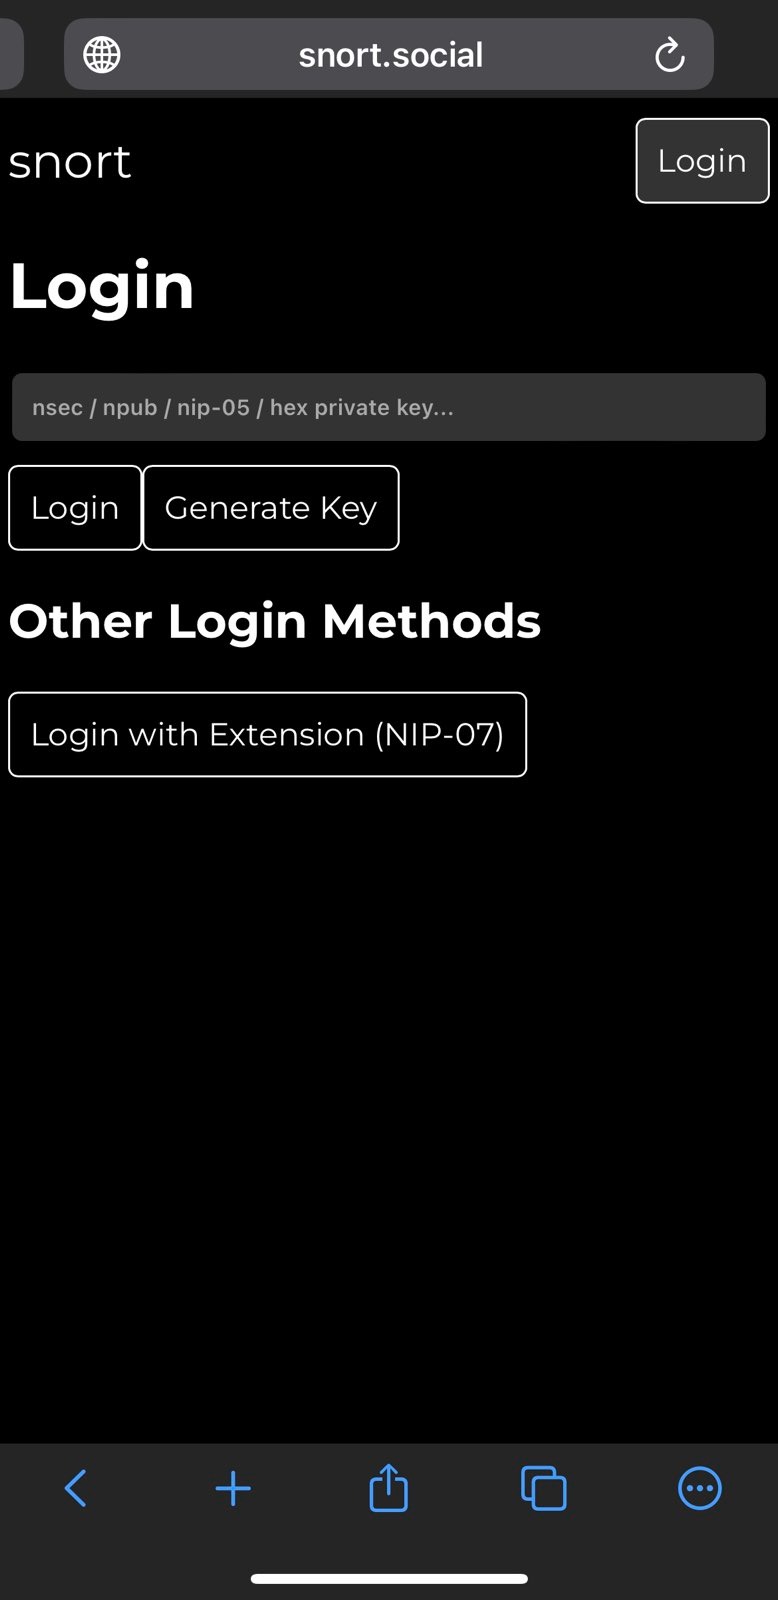 snort.social
snort
Login
Login
nsec / npub / nip-05 / hex private key...
Login
Generate Key
Other Login Methods
Login with Extension (NIP-07)